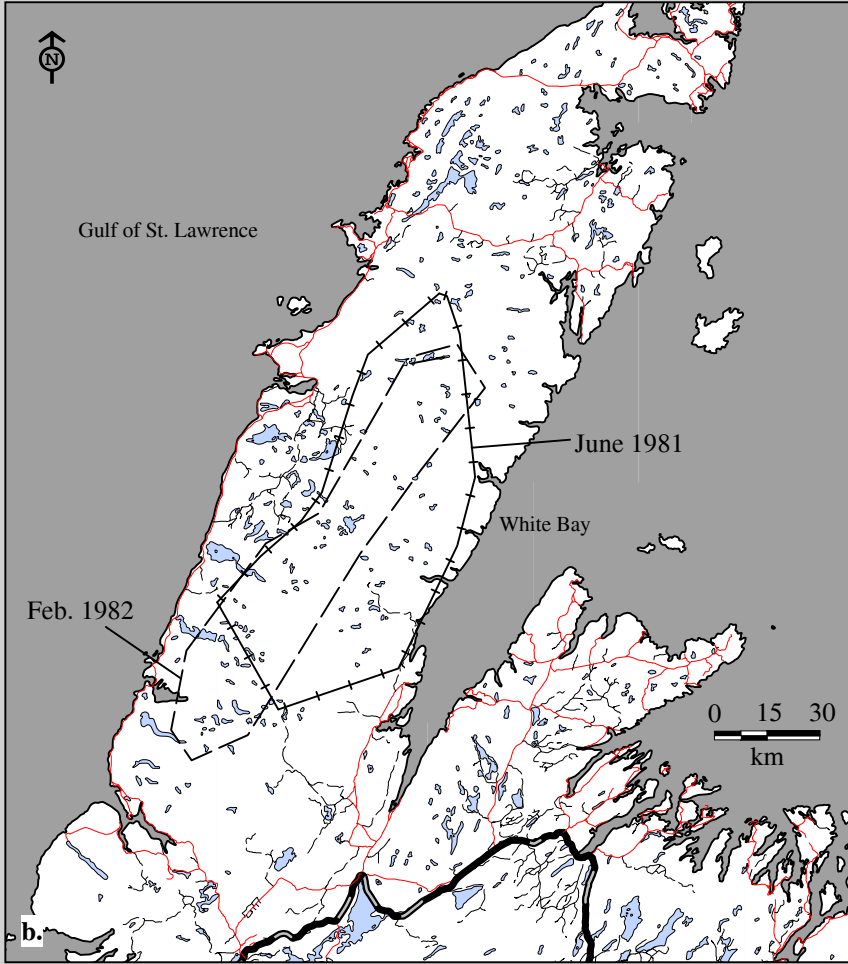 N
Gulf of St. Lawrence
June 1981
White Bay
Feb. 1982
0 15 30
km
b.